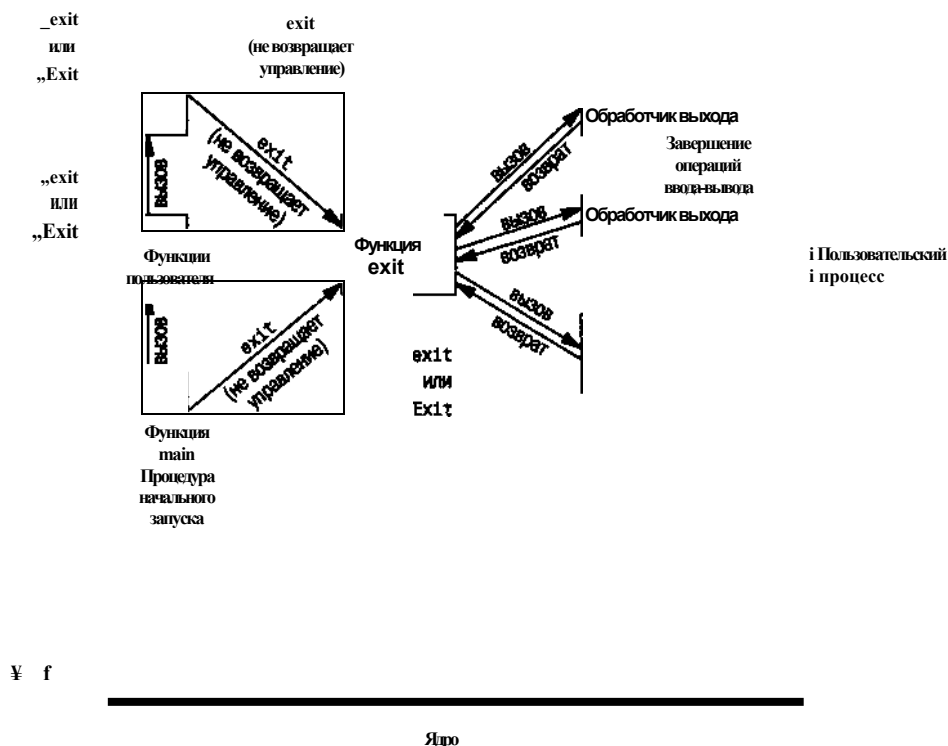 _exit
или
„Exit
exit
(не возвращает
управление)
exit
(не возвращает
управление)
вызов
„exit
или
„Exit
Функции
пользователя
вызов
exit
(не возвращает
управление)
Функция
main
Процедура
начального
запуска
Функция
exit
exit
или
Exit
вызов
возврат
Обработчик выхода
Завершение
операций
ввода-вывода
вызов
возврат
Обработчик выхода
вызов
возврат
i Пользовательский
i процесс
¥ f
Ядро